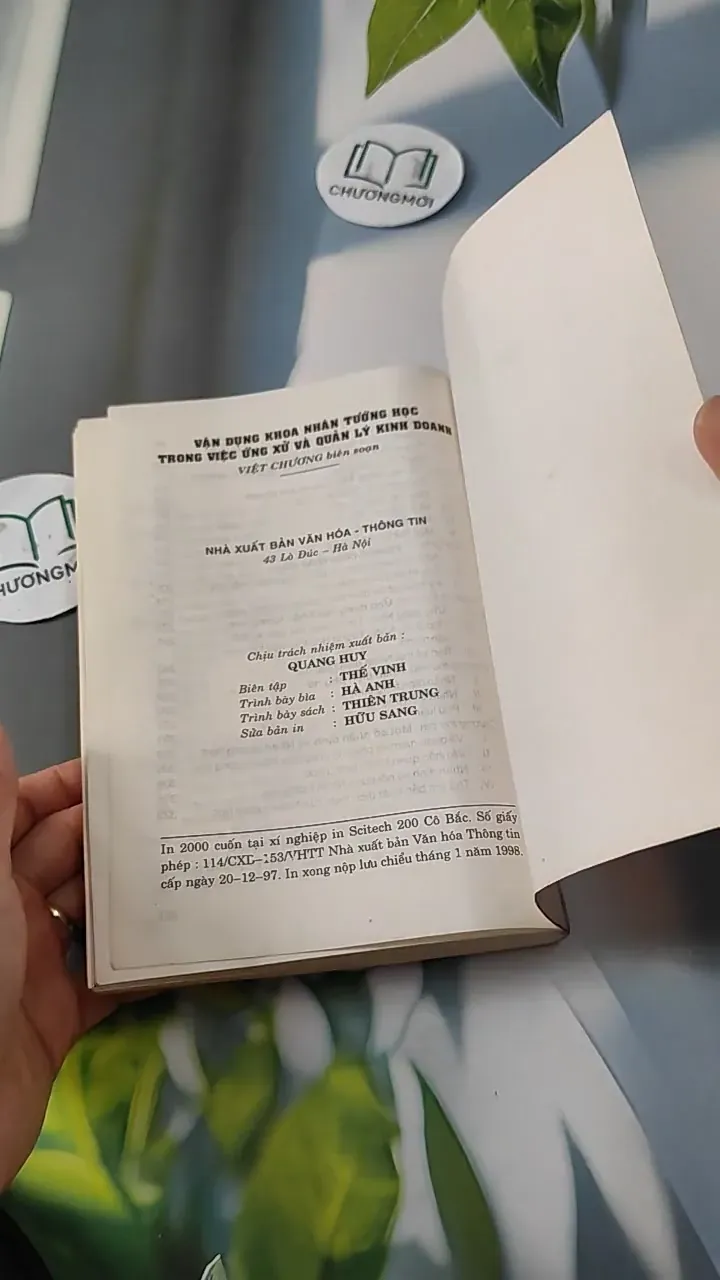 CHƯƠNGMỚI
VẬN DỤNG KHOA NHÂN TƯỚNG HỌC
TRONG VIỆC ỨNG XỬ VÀ QUẢN LÝ KINH DOANH
VIỆT CHƯƠNG biên soạn
NHÀ XUẤT BẢN VĂN HÓA - THÔNG TIN
43 Lò Đúc – Hà Nội
ƯƠNGM
Chịu trách nhiệm xuất bản :
QUANG HUY
Biên tập : THẾ VINH
Trình bày bìa : HÀ ANH
Trình bày sách : THIÊN TRUNG
Sửa bản in : HỮU SANG
In 2000 cuốn tại xí nghiệp in Scitech 200 Cô Bắc. Số giấy
phép : 114/CXL–153/VHTT Nhà xuất bản Văn hóa Thông tin
cấp ngày 20–12–97. In xong nộp lưu chiểu tháng 1 năm 1998.